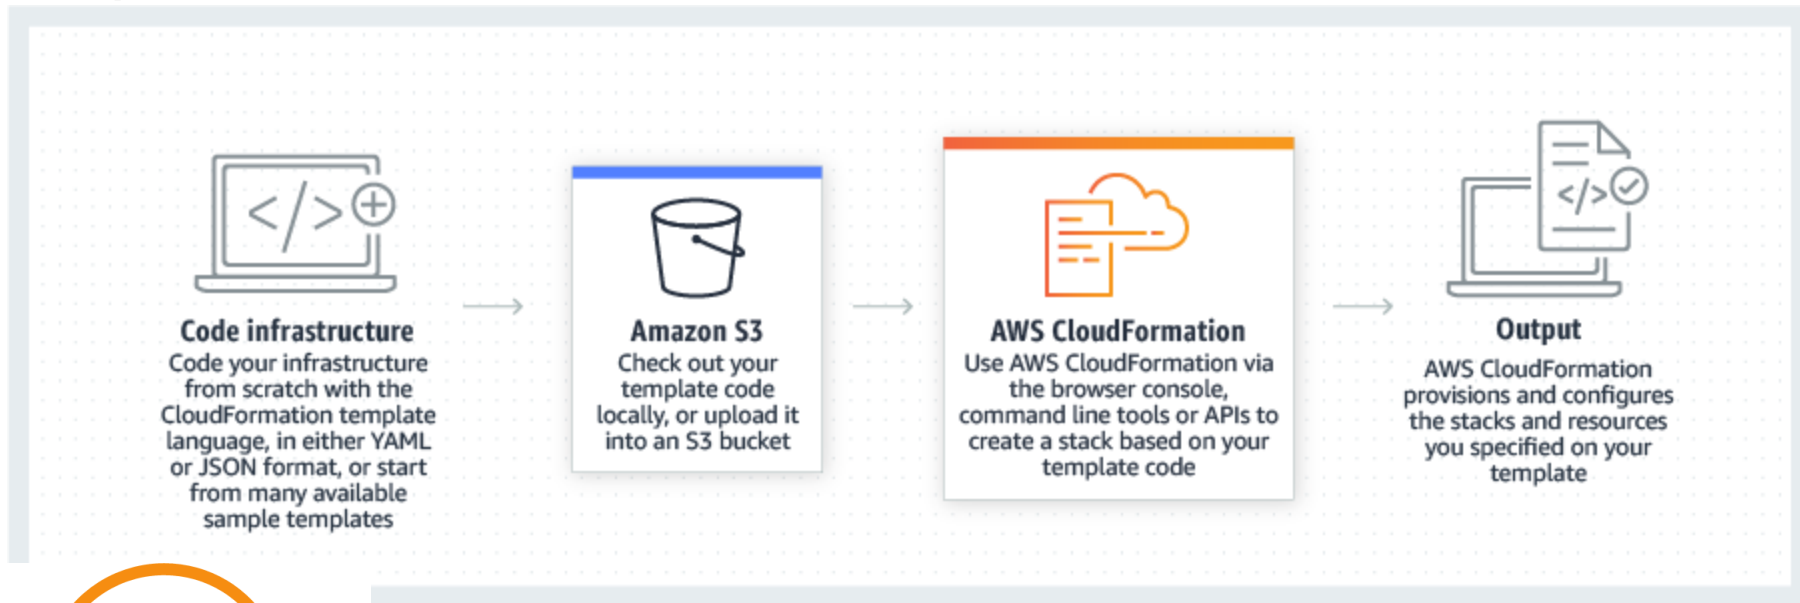 Code infrastructure
Code your infrastructure
from scratch with the
CloudFormation template
language, in either YAML
or JSON format, or start
from many available
sample templates
Amazon S3
Check out your
template code
locally, or upload it
into an S3 bucket
AWS CloudFormation
Use AWS CloudFormation via
the browser console,
command line tools or APIs to
create a stack based on your
template code
Output
AWS CloudFormation
provisions and configures
the stacks and resources
you specified on your
template